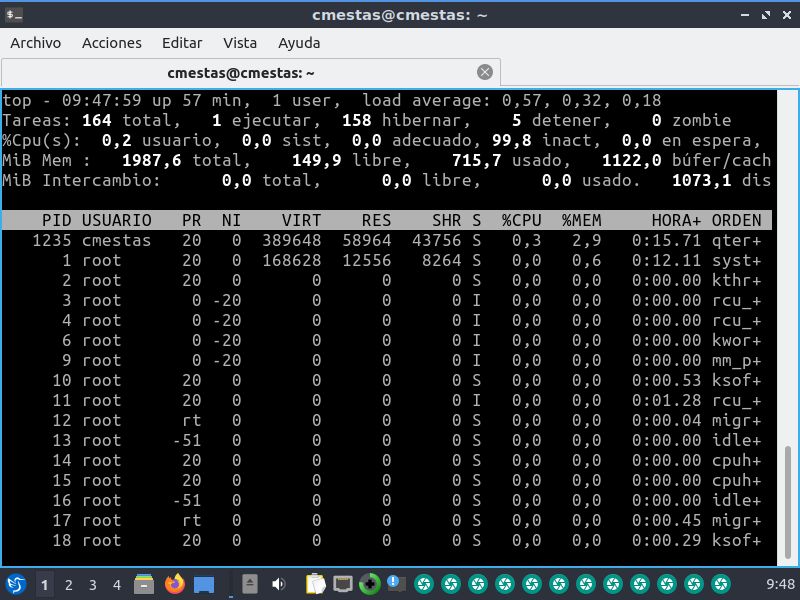 cmestas@cmestas: ~
Archivo Acciones Editar Vista Ayuda
cmestas@cmestas: ~
top - 09:47:59 up 57 min,  1 user,  load average: 0,57, 0,32, 0,18
Tareas: 164 total,   1 ejecutar,  158 hibernar,    5 detener,    0 zombie
%Cpu(s):  0,2 usuario,  0,0 sist,  0,0 adecuado, 99,8 inact,  0,0 en espera,
MiB Mem :   1987,6 total,    149,9 libre,    715,7 usado,   1122,0 búfer/cach
MiB Intercambio:      0,0 total,      0,0 libre,      0,0 usado.   1073,1 dis
PID USUARIO   PR  NI    VIRT    RES    SHR S  %CPU  %MEM     HORA+ ORDEN
1235 cmestas   20   0  389648  58964  43756 S   0,3   2,9   0:15.71 qter+
1 root      20   0  168628  12556   8264 S   0,0   0,6   0:12.11 syst+
2 root      20   0       0      0      0 S   0,0   0,0   0:00.00 kthr+
3 root       0 -20       0      0      0 I   0,0   0,0   0:00.00 rcu_+
4 root       0 -20       0      0      0 I   0,0   0,0   0:00.00 rcu_+
6 root       0 -20       0      0      0 I   0,0   0,0   0:00.00 kwor+
9 root       0 -20       0      0      0 I   0,0   0,0   0:00.00 mm_p+
10 root      20   0       0      0      0 S   0,0   0,0   0:00.53 ksof+
11 root      20   0       0      0      0 I   0,0   0,0   0:01.28 rcu_+
12 root      rt   0       0      0      0 S   0,0   0,0   0:00.04 migr+
13 root     -51   0       0      0      0 S   0,0   0,0   0:00.00 idle+
14 root      20   0       0      0      0 S   0,0   0,0   0:00.00 cpuh+
15 root      20   0       0      0      0 S   0,0   0,0   0:00.00 cpuh+
16 root     -51   0       0      0      0 S   0,0   0,0   0:00.00 idle+
17 root      rt   0       0      0      0 S   0,0   0,0   0:00.45 migr+
18 root      20   0       0      0      0 S   0,0   0,0   0:00.29 ksof+
1 2 3 4 9:48